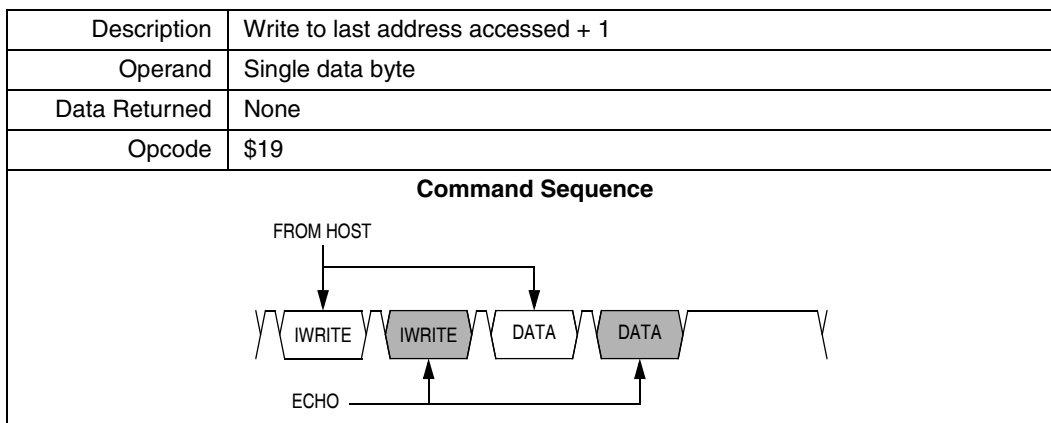 Description Write to last address accessed + 1
Operand Single data byte
Data Returned None
Opcode $19
Command Sequence
FROM HOST
IWRITE IWRITE DATA DATA
ECHO